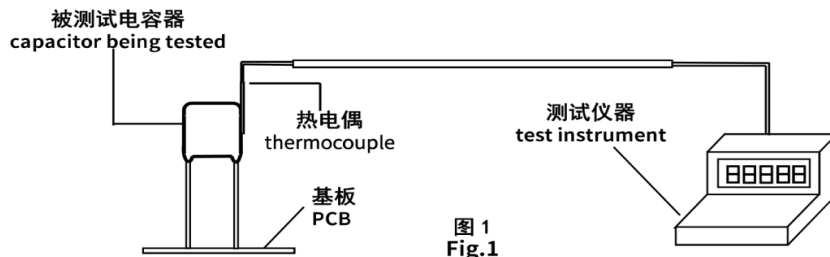 被测试电容器
capacitor being tested
热电偶
thermocouple
测试仪器
test instrument
基板
PCB
88888
图 1
Fig.1